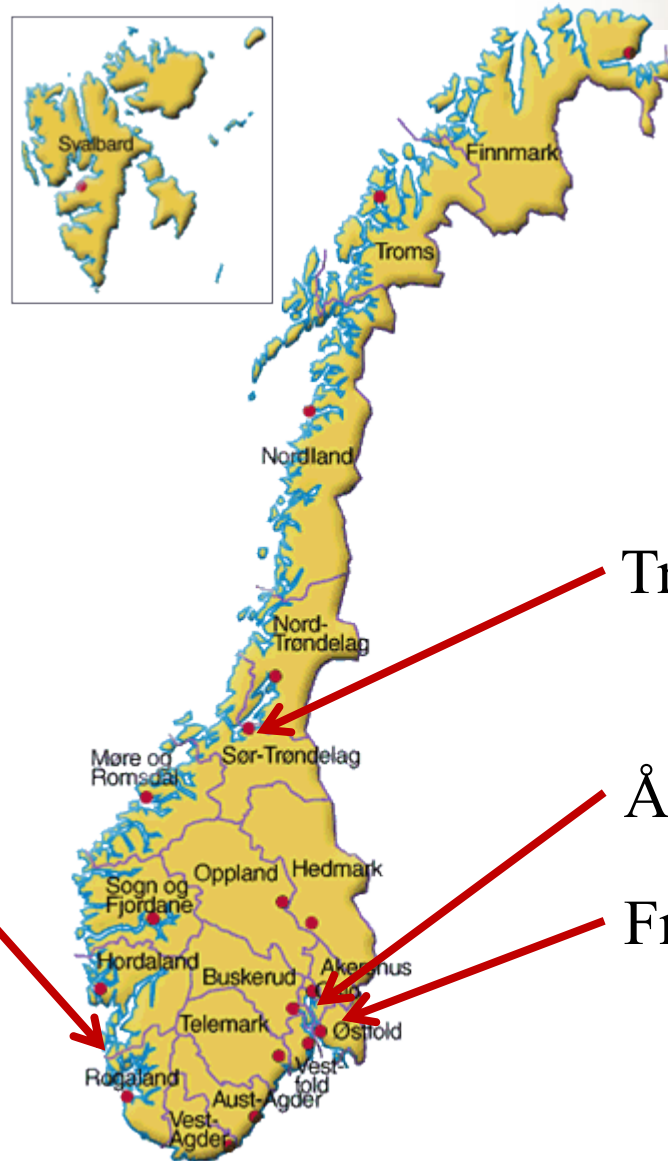 Svalbard
Finnmark
Troms
Nordland
Nord-
Trøndelag
Tr
Sør-Trøndelag
Møre og
Romsdal
Å
Oppland
Hedmark
Sogn og
Fjordane
Fr
Hordaland
Akershus
Buskerud
Oslo
Telemark
Østfold
Vest-
fold
Rogaland
Aust-Agder
Vest-
Agder